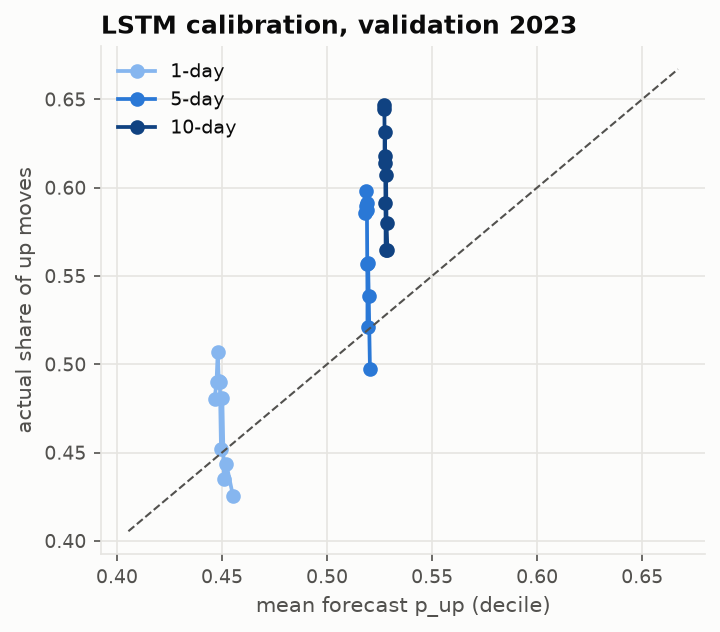 LSTM calibration, validation 2023
1-day
5-day
10-day
actual share of up moves
0.65
0.60
0.55
0.50
0.45
0.40
0.40 0.45 0.50 0.55 0.60 0.65
mean forecast p_up (decile)